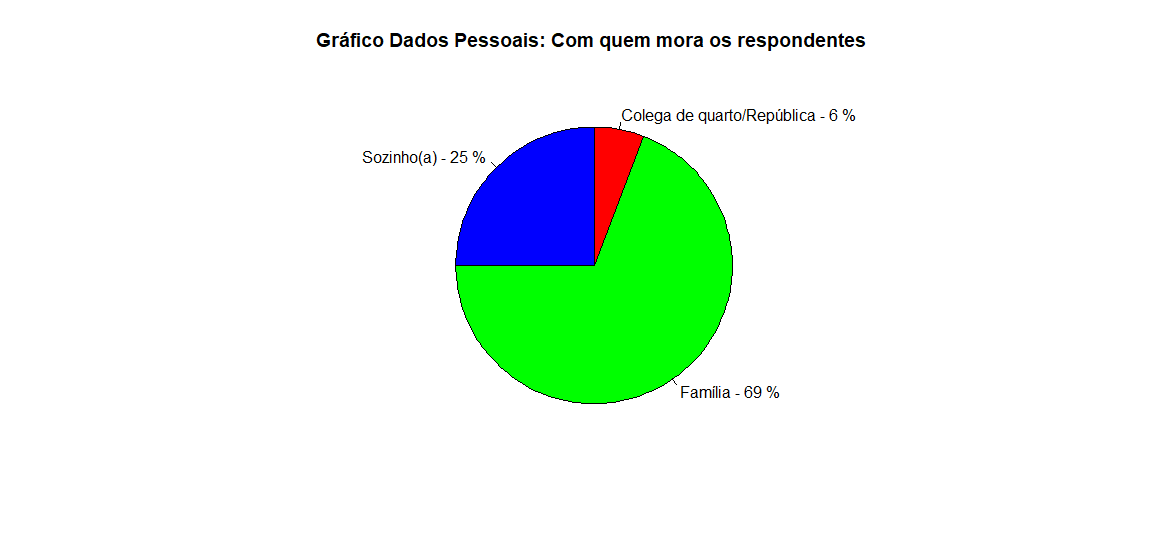 Gráfico Dados Pessoais: Com quem mora os respondentes
Colega de quarto/República - 6 %
Sozinho(a) - 25 %
Família - 69 %